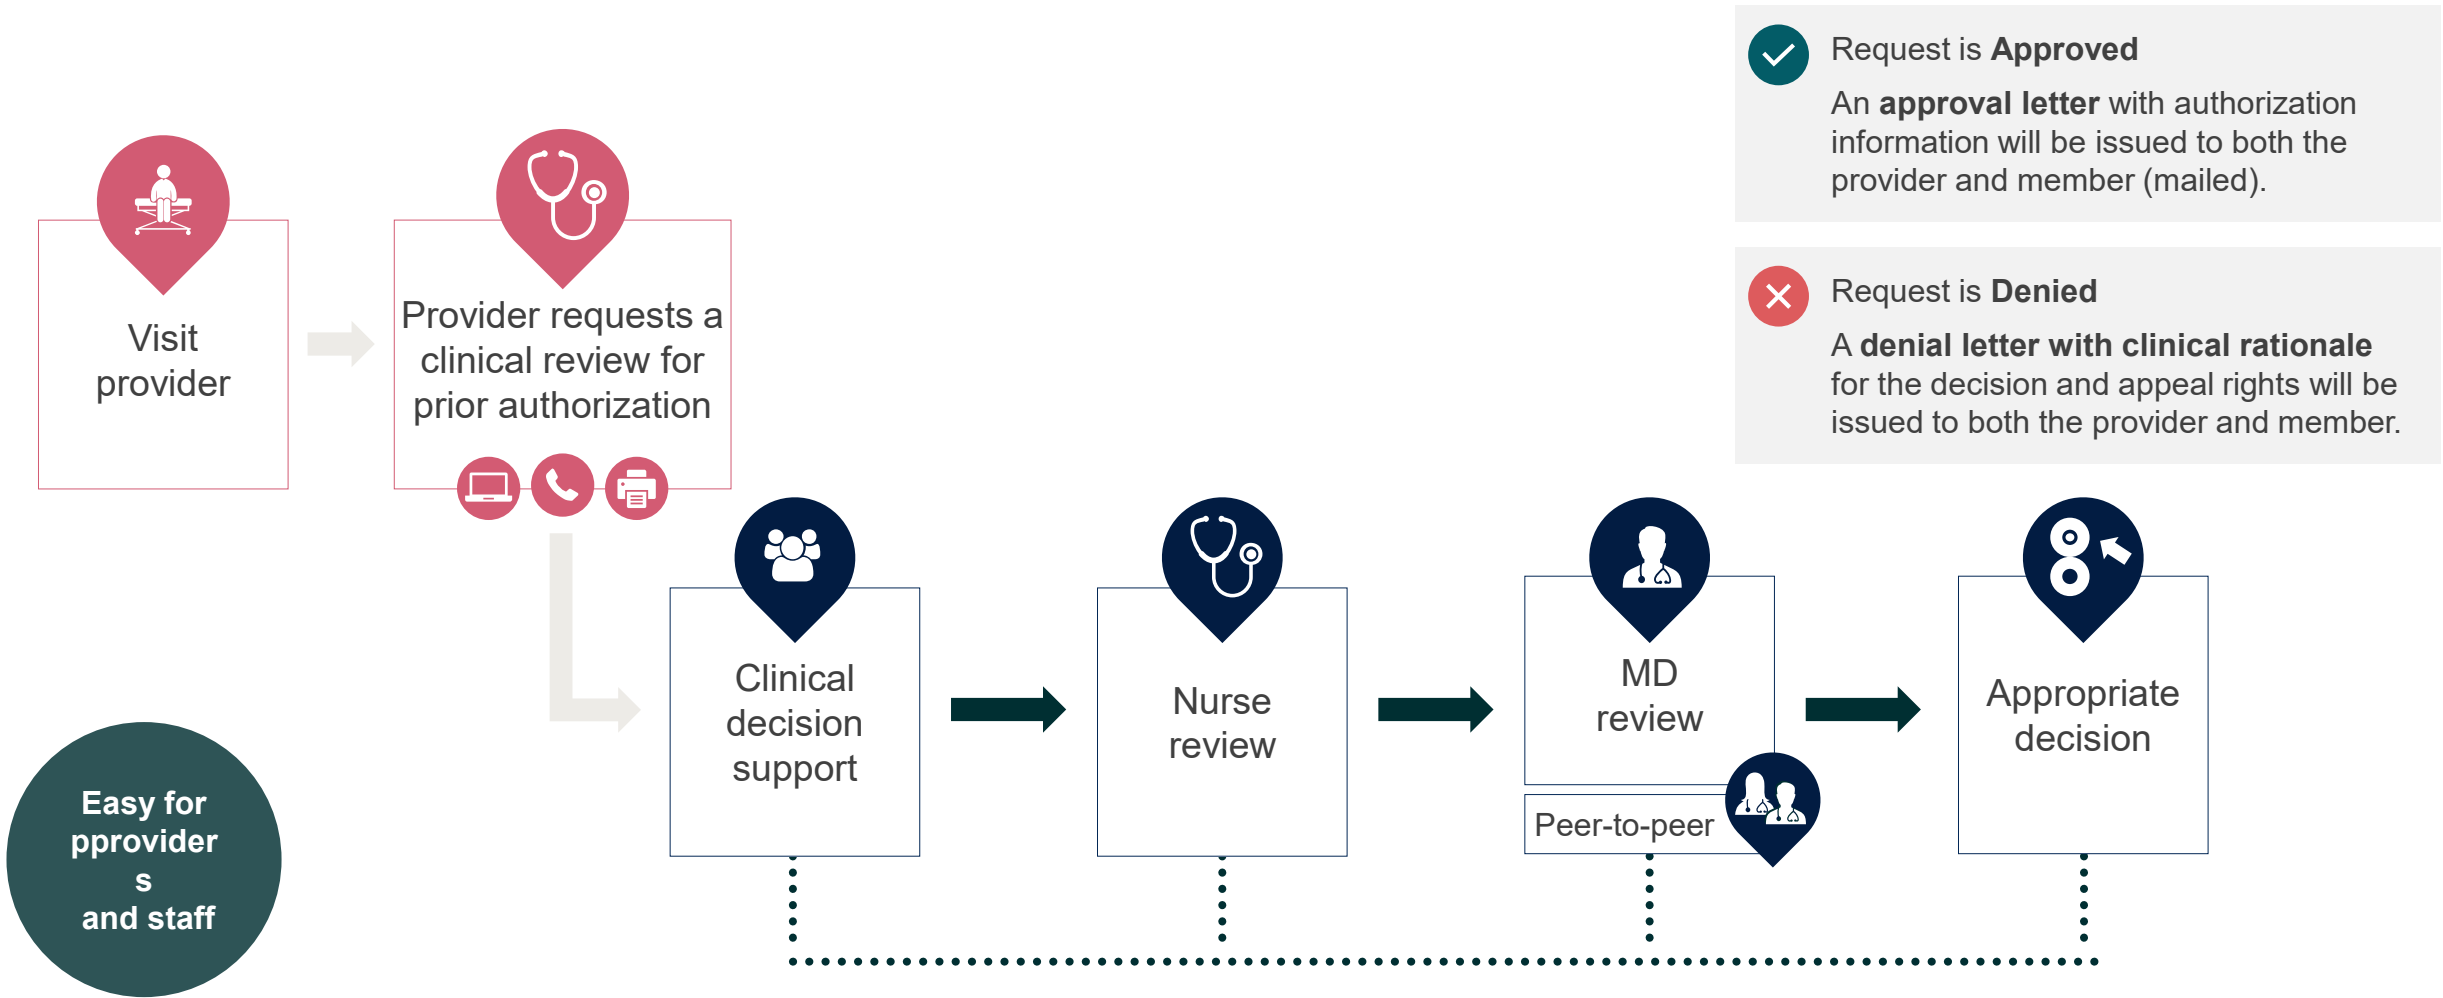 Request is Approved
An approval letter with authorization
information will be issued to both the
provider and member (mailed).
Request is Denied
A denial letter with clinical rationale
for the decision and appeal rights will be
issued to both the provider and member.
Visit
provider
Provider requests a
clinical review for
prior authorization
Clinical
decision
support
Nurse
review
MD
review
Peer-to-peer
Appropriate
decision
Easy for
pprovider
s
and staff